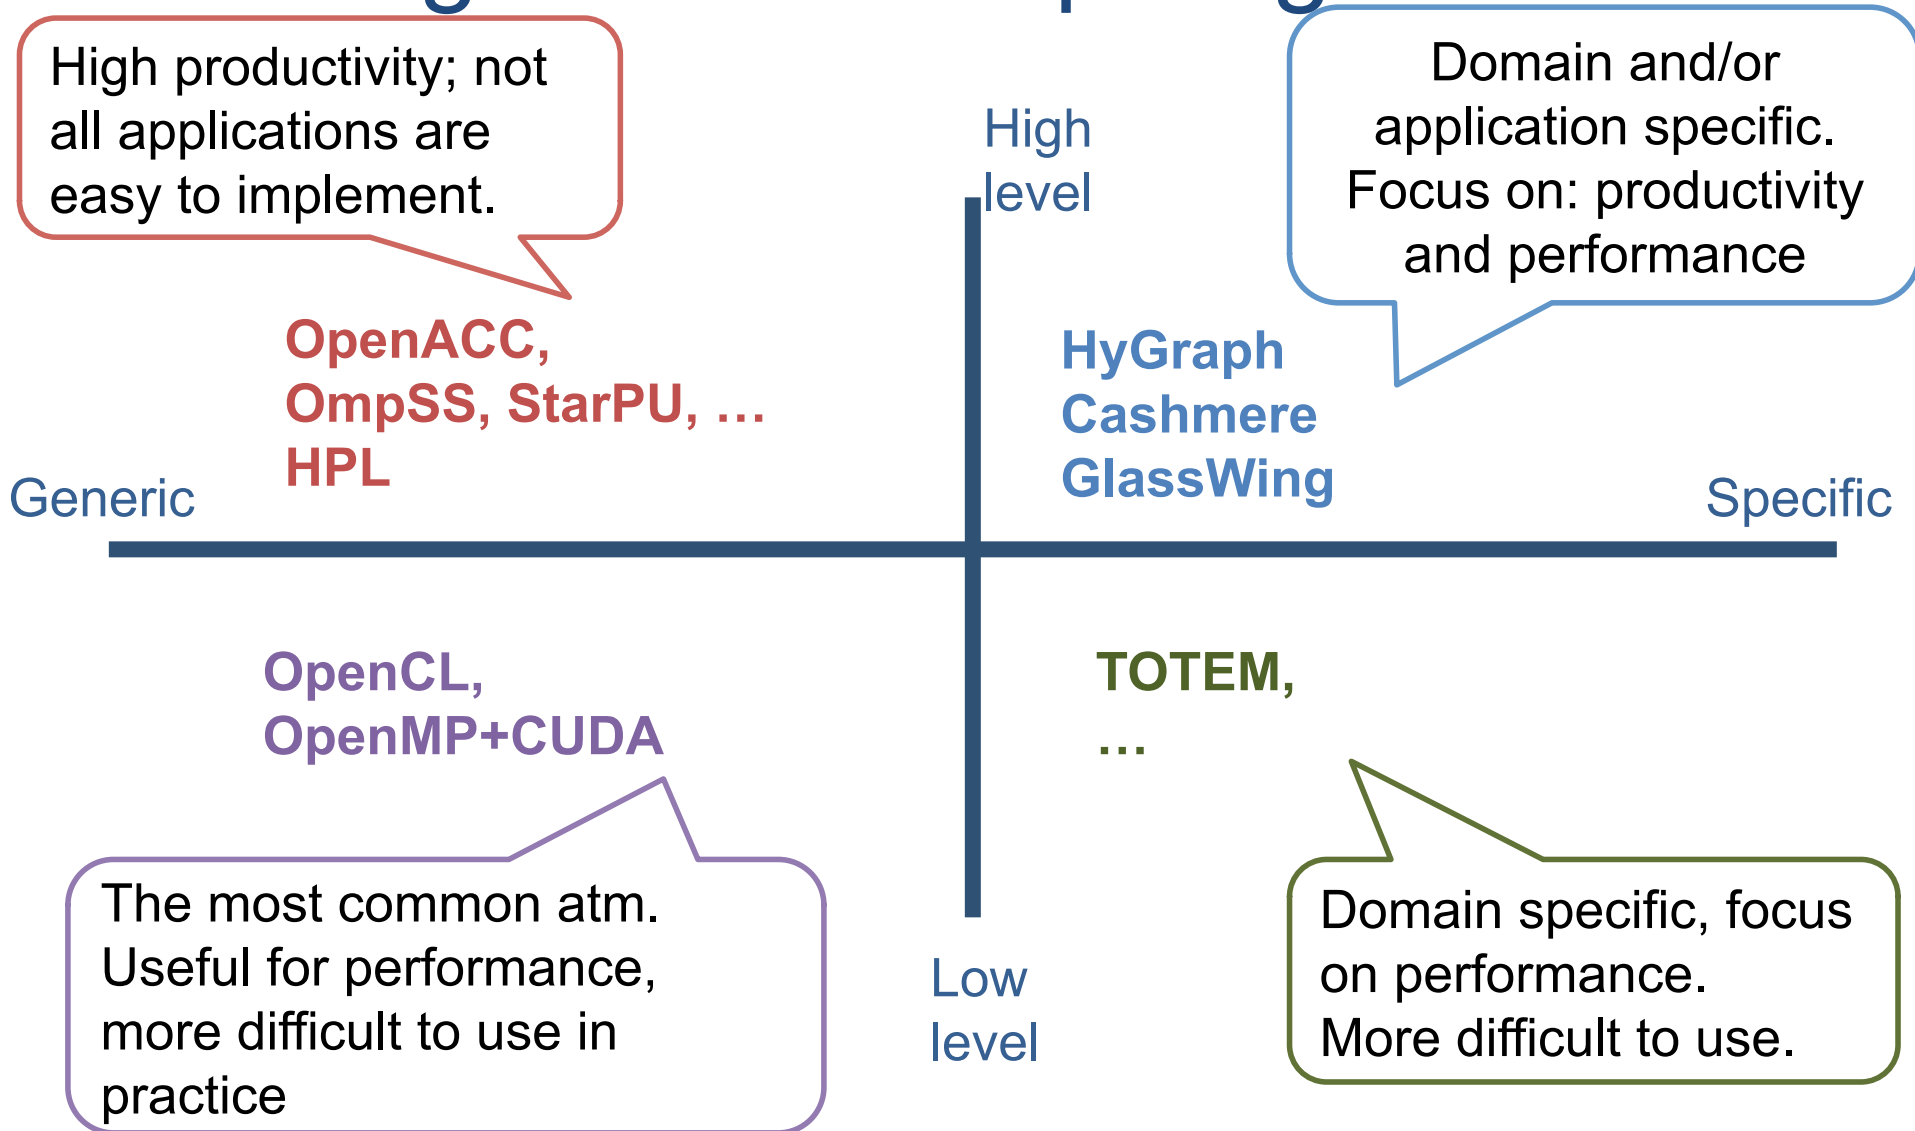 High productivity; not
all applications are
easy to implement.
High
level
Domain and/or
application specific.
Focus on: productivity
and performance
OpenACC,
OmpSS, StarPU, …
HPL
HyGraph
Cashmere
GlassWing
Generic
Specific
OpenCL,
OpenMP+CUDA
TOTEM,
…
The most common atm.
Useful for performance,
more difficult to use in
practice
Low
level
Domain specific, focus
on performance.
More difficult to use.